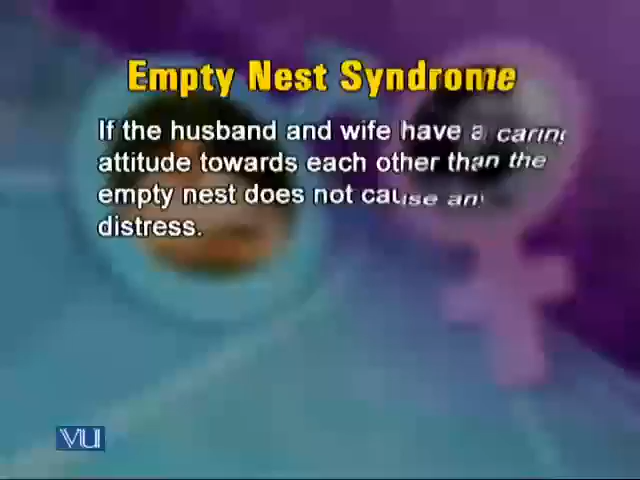 Empty Nest Syndrome
If the husband and wife have a caring
attitude towards each other than the
empty nest does not cause any
distress.
VU